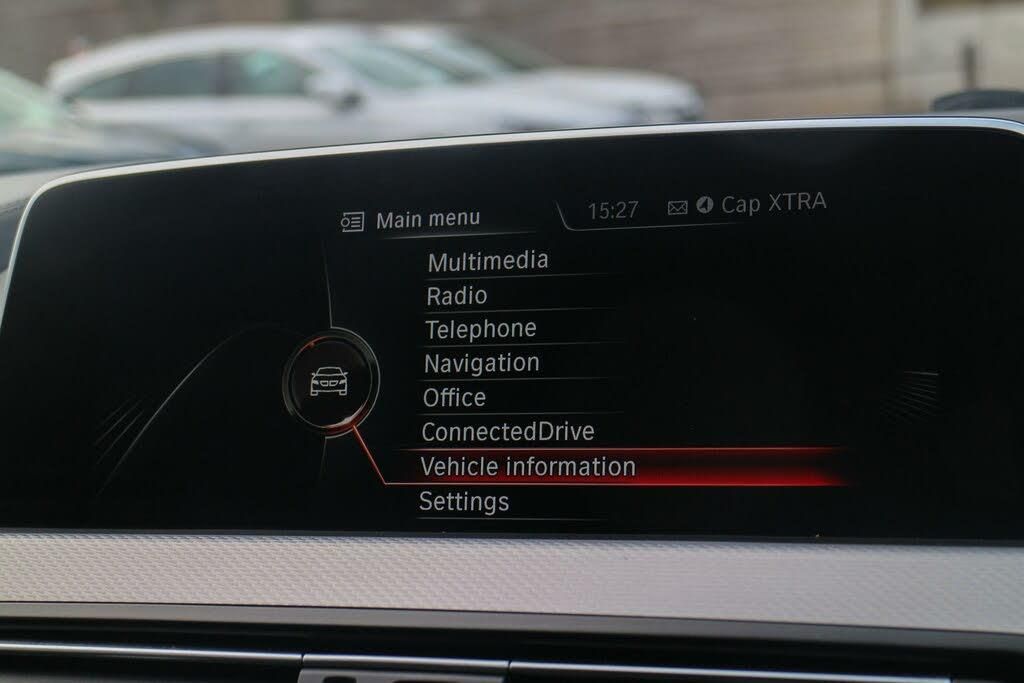 Main menu
15:27 Cap XTRA
Multimedia
Radio
Telephone
Navigation
Office
ConnectedDrive
Vehicle information
Settings